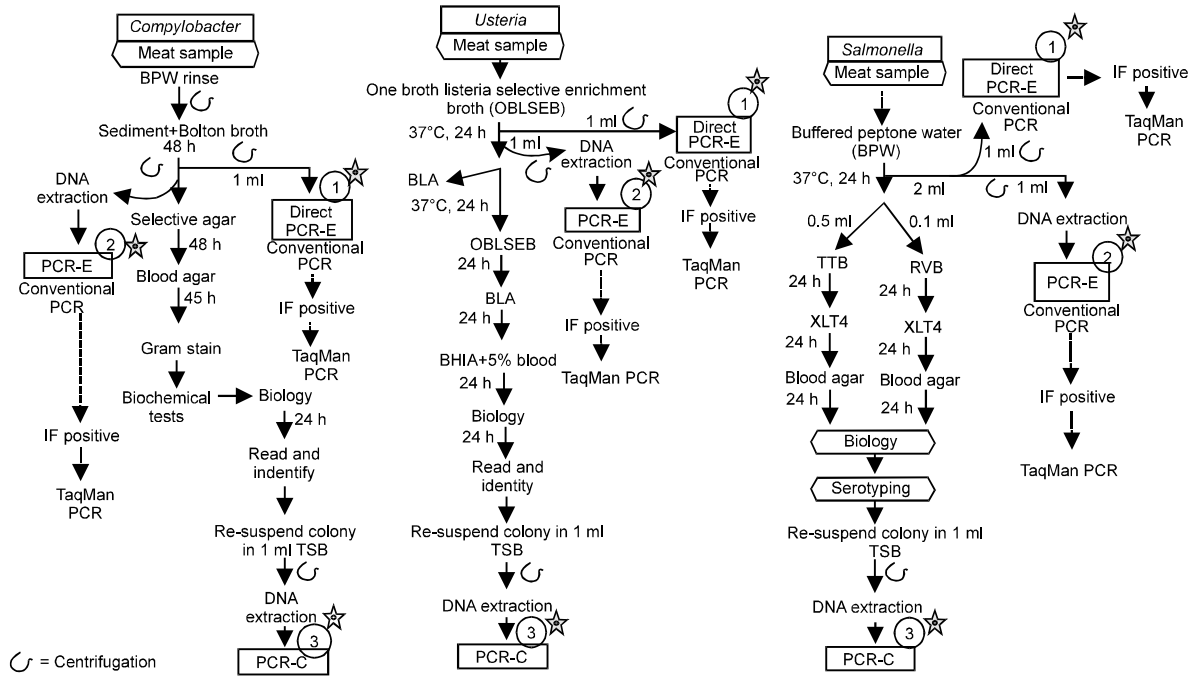 Compylobacter
Meat sample
BPW rinse
Sediment+Bolton broth
48 h
1 ml
DNA
extraction
2
PCR-E
Conventional
PCR
IF positive
TaqMan
PCR
Selective agar
48 h
Blood agar
45 h
Gram stain
Biochemical
tests
1
Direct
PCR-E
Conventional
PCR
IF positive
TaqMan
PCR
Biology
24 h
Read and
indentify
Re-suspend colony
in 1 ml TSB
DNA
extraction
3
PCR-C
= Centrifugation
Usteria
Meat sample
One broth listeria selective enrichment
broth (OBLSEB)
37°C, 24 h
1 ml
1 ml
1
Direct
PCR-E
Conventional
PCR
IF positive
TaqMan
PCR
DNA
extraction
2
PCR-E
Conventional
PCR
IF positive
TaqMan PCR
BLA
37°C, 24 h
OBLSEB
24 h
BLA
24 h
BHIA+5% blood
24 h
Biology
24 h
Read and
identity
Re-suspend colony in 1 ml
TSB
DNA extraction
3
PCR-C
Salmonella
Meat sample
Buffered peptone water
(BPW)
37°C, 24 h
1 ml
2 ml
1 ml
1
Direct
PCR-E
Conventional
PCR
IF positive
TaqMan
PCR
DNA extraction
2
PCR-E
Conventional
PCR
IF positive
TaqMan PCR
0.5 ml
0.1 ml
TTB
24 h
RVB
24 h
XLT4
24 h
XLT4
24 h
Blood agar
24 h
Blood agar
24 h
Biology
Serotyping
Re-suspend colony in 1 ml
TSB
DNA extraction
3
PCR-C